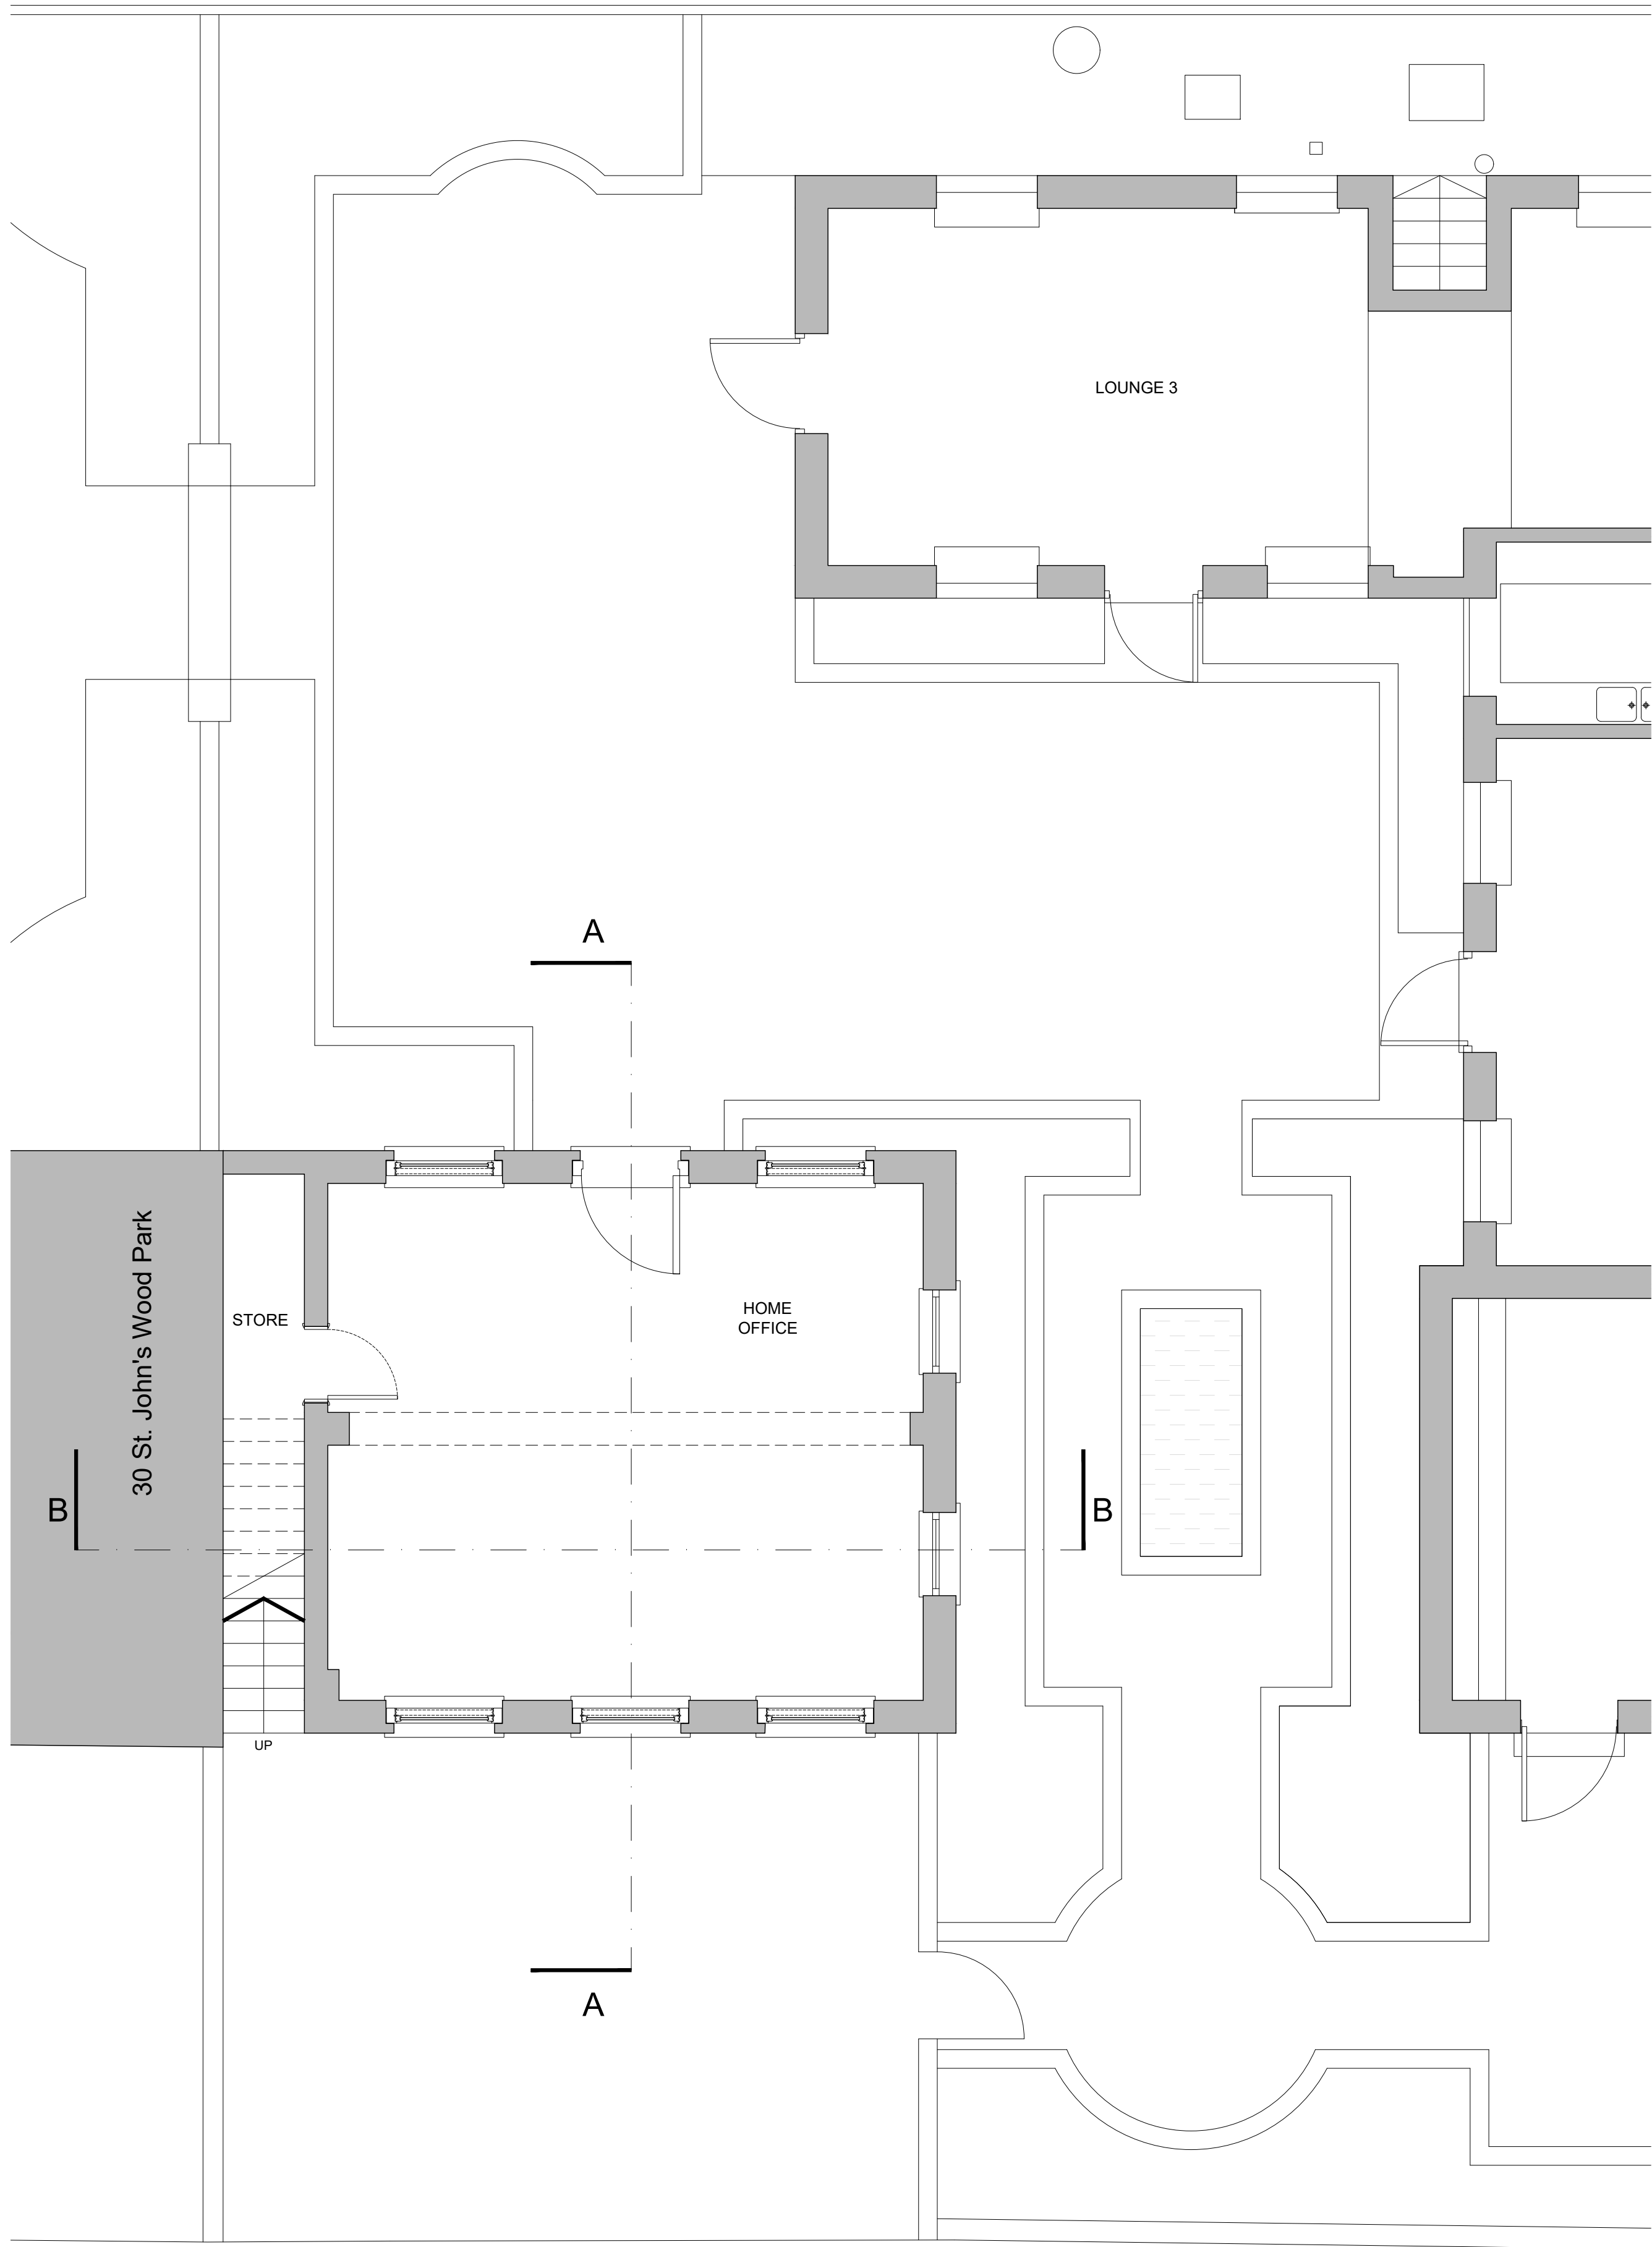 LOUNGE 3
A
30 St. John's Wood Park
STORE
HOME
OFFICE
B
B
UP
A